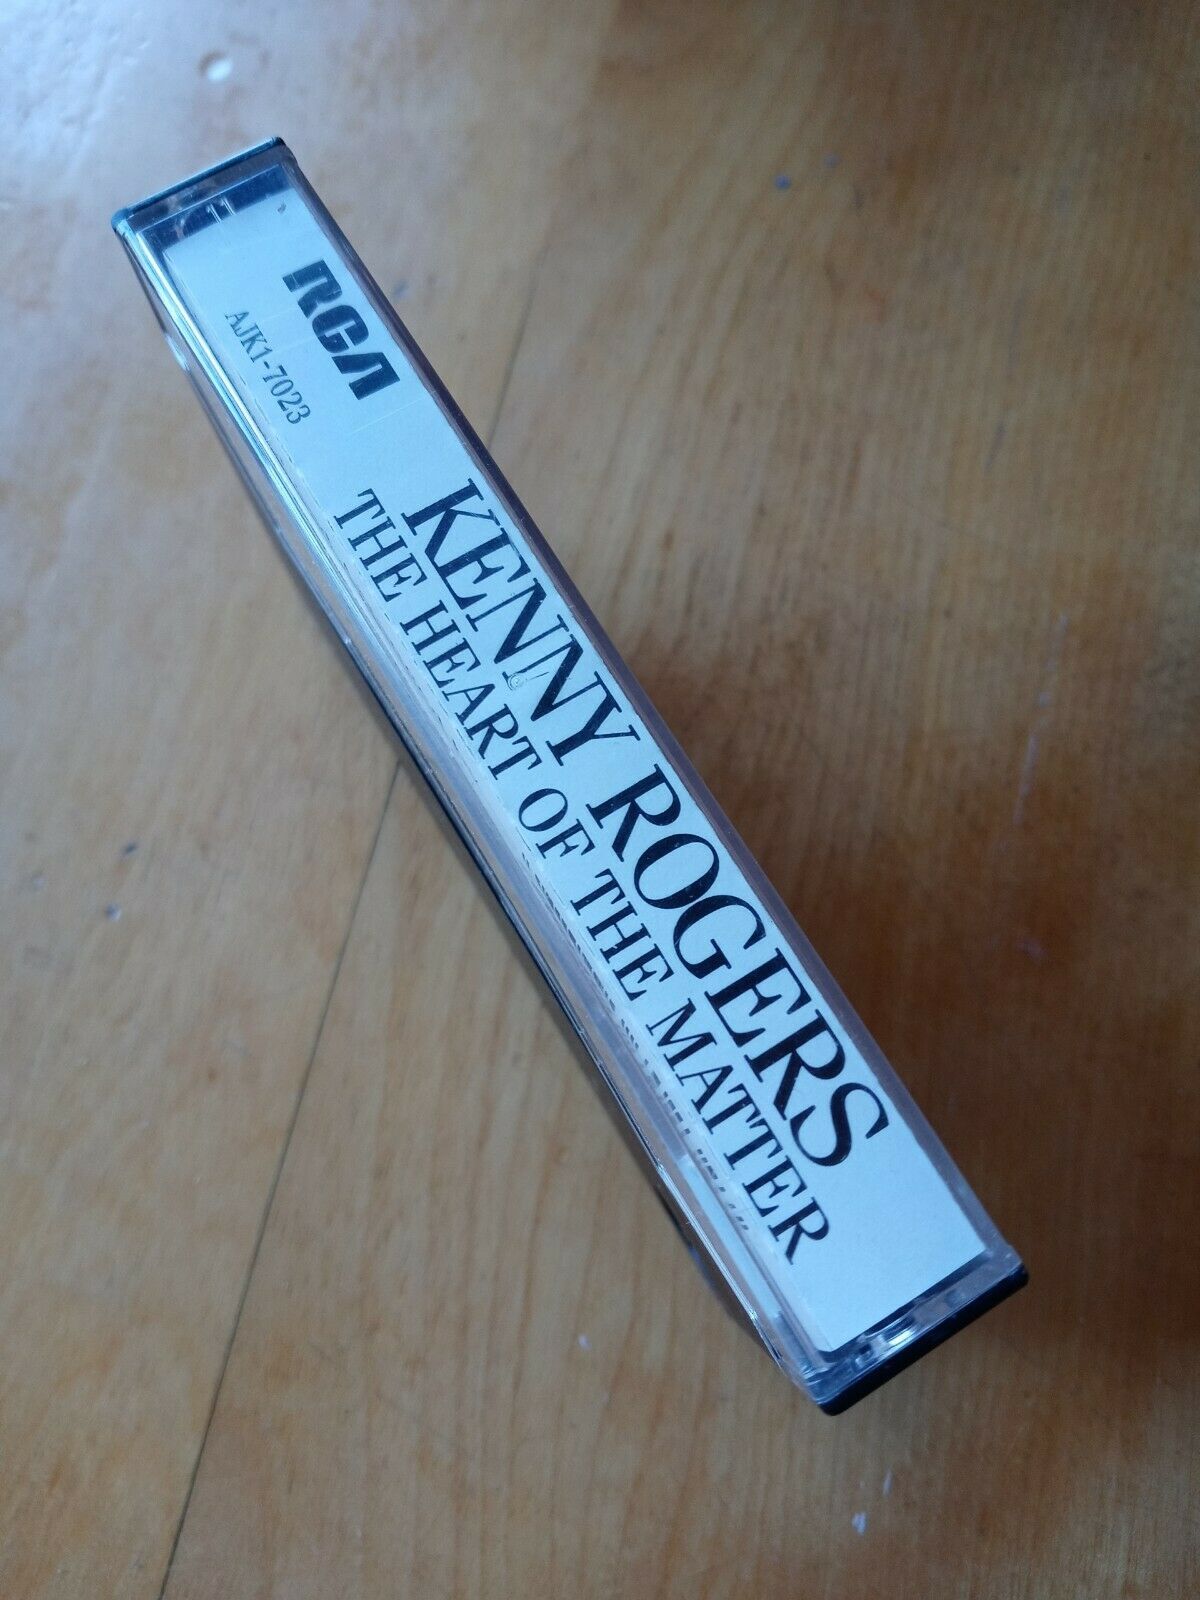 RCA
AJK1-7023
KENNY ROGERS
THE HEART OF THE MATTER